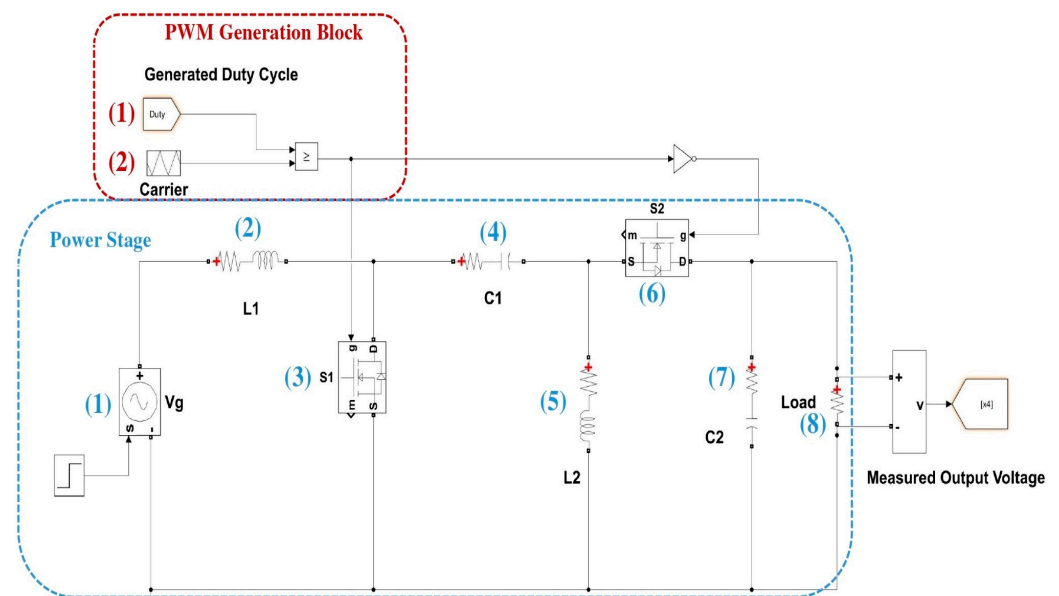 PWM Generation Block
Generated Duty Cycle
(1) Duty
(2)
Carrier
≥
Power Stage
(2)
L1
(4)
C1
S2
m g
S D
(6)
(1) + Vg
s -
(3) S1
g D
m S
(5)
L2
(7)
C2
Load
(8)
+
v
-
[x4]
Measured Output Voltage